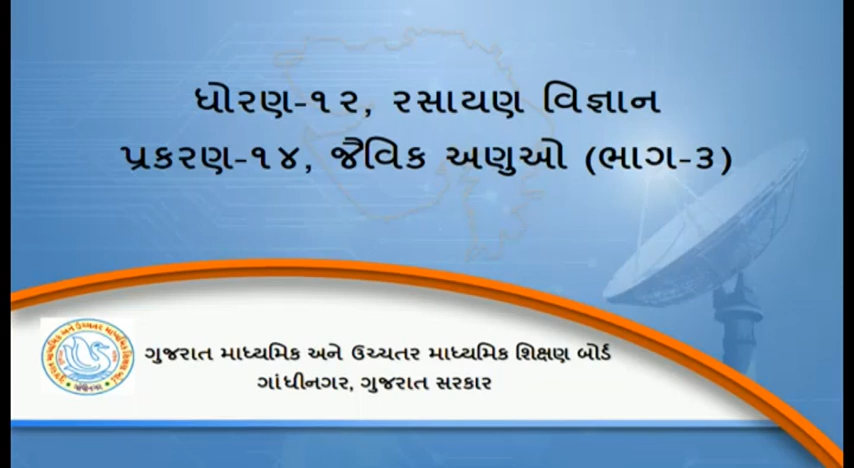 ધોરણ-૧૨, રસાયણ વિજ્ઞાન
પ્રકરણ-૧૪, જૈવિક અણુઓ (ભાગ-૩)
ગુજરાત માધ્યમિક અને ઉચ્ચતર માધ્યમિક શિક્ષણ બોર્ડ
ગાંધીનગર, ગુજરાત સરકાર